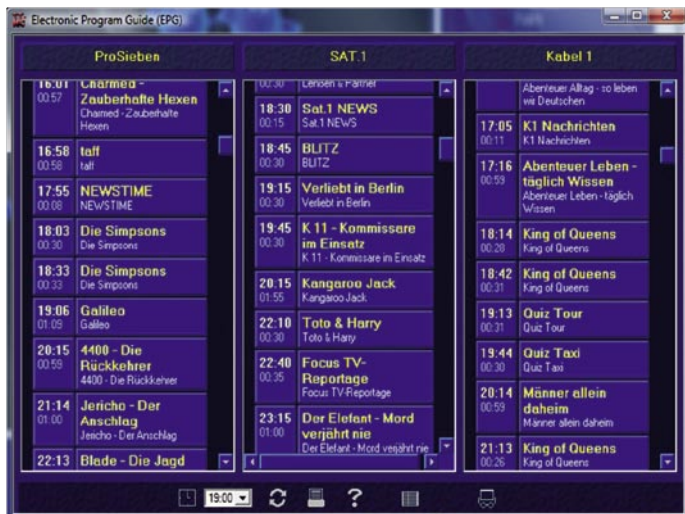 Electronic Program Guide (EPG)
ProSieben
16:01 Charmed -
00:57 Zauberhafte Hexen
Charmed - Zauberhafte
Hexen
16:58 taff
00:58 taff
17:55 NEWSTIME
00:08 NEWSTIME
18:03 Die Simpsons
00:30 Die Simpsons
18:33 Die Simpsons
00:33 Die Simpsons
19:06 Galileo
01:09 Galileo
20:15 4400 - Die
00:59 Rückkehrer
4400 - Die Rückkehrer
21:14 Jericho - Der
01:00 Anschlag
Jericho - Der Anschlag
22:13 Blade - Die Jagd
SAT.1
00:30 Lenßen & Partner
18:30 Sat.1 NEWS
00:15 Sat.1 NEWS
18:45 BLITZ
00:30 BLITZ
19:15 Verliebt in Berlin
00:30 Verliebt in Berlin
19:45 K 11 - Kommissare
00:30 im Einsatz
K 11 - Kommissare im Einsatz
20:15 Kangaroo Jack
01:55 Kangaroo Jack
22:10 Toto & Harry
00:30 Toto & Harry
22:40 Focus TV-
00:35 Reportage
Focus TV-Reportage
23:15 Der Elefant - Mord
01:00 verjährt nie
Der Elefant - Mord verjährt nie
Kabel 1
Abenteuer Alltag - so leben
wir Deutschen
17:05 K1 Nachrichten
00:11 K1 Nachrichten
17:16 Abenteuer Leben -
00:59 täglich Wissen
Abenteuer Leben - täglich
Wissen
18:14 King of Queens
00:28 King of Queens
18:42 King of Queens
00:31 King of Queens
19:13 Quiz Tour
00:31 Quiz Tour
19:44 Quiz Taxi
00:30 Quiz Taxi
20:14 Männer allein
00:59 daheim
Männer allein daheim
21:13 King of Queens
00:26 King of Queens
19:00
?